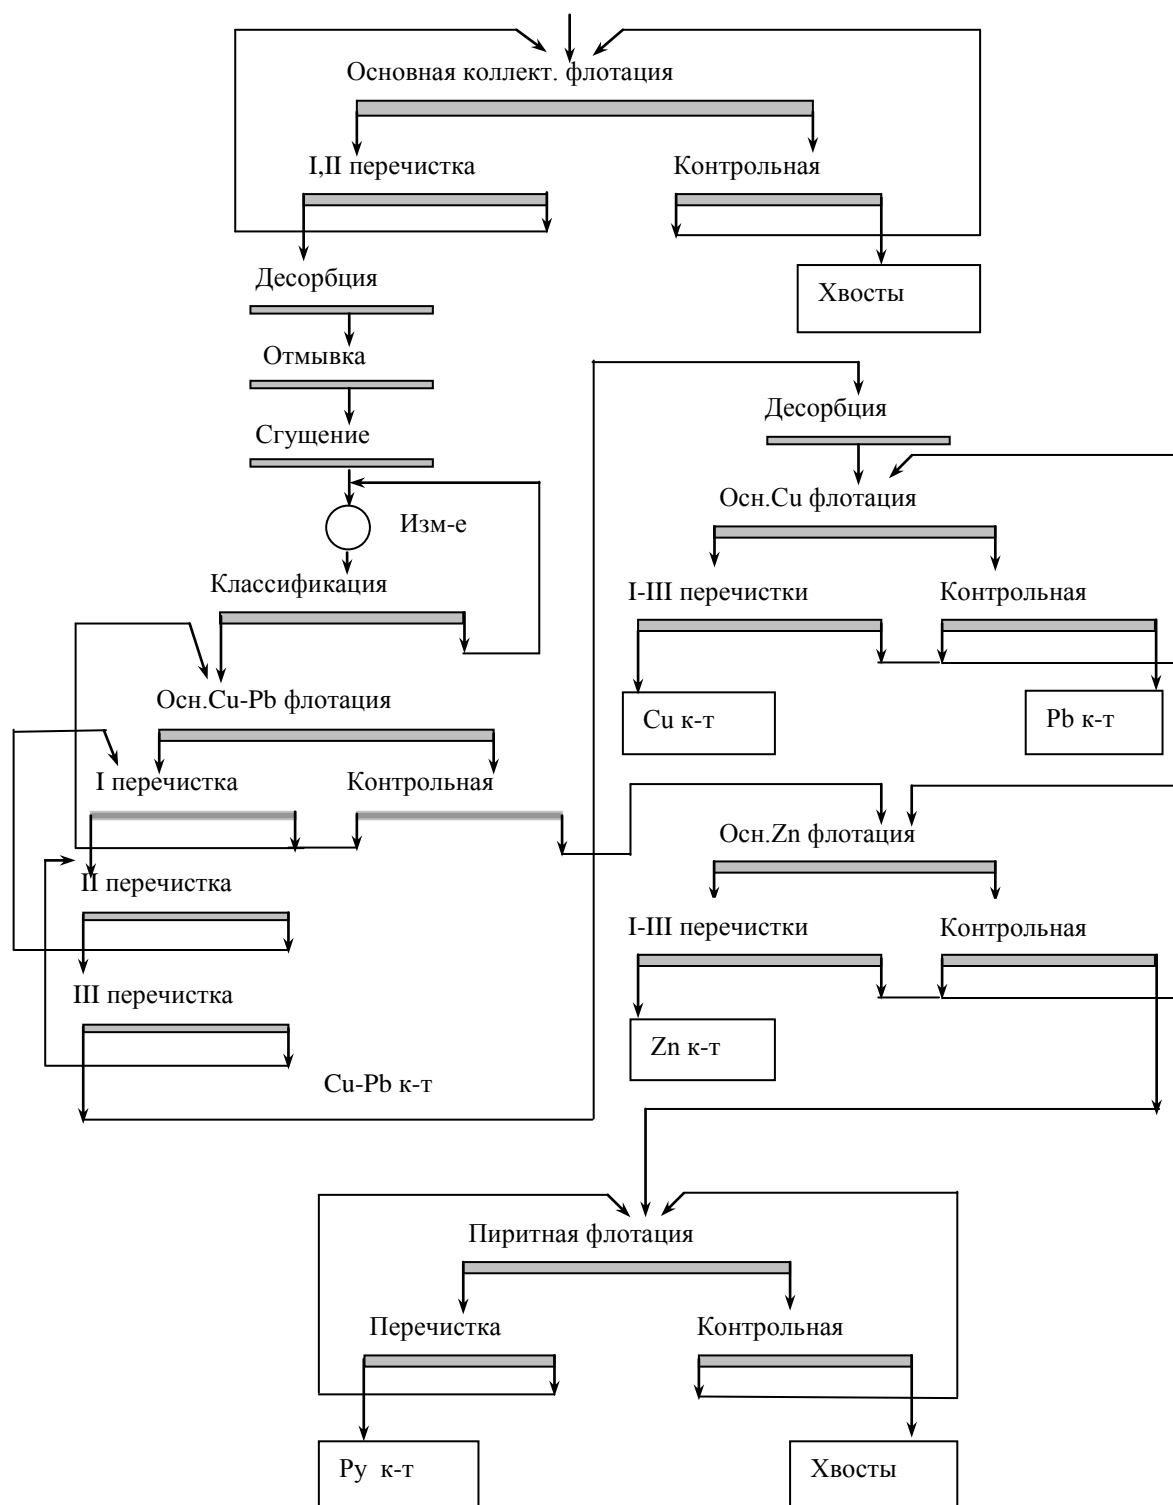 Основная коллект. флотация
I,II перечистка
Контрольная
Десорбция
Хвосты
Отмывка
Десорбция
Сгущение
Осн.Cu флотация
Изм-е
Классификация
I-III перечистки
Контрольная
Осн.Cu-Pb флотация
Cu к-т
Pb к-т
I перечистка
Контрольная
Осн.Zn флотация
II перечистка
I-III перечистки
Контрольная
III перечистка
Zn к-т
Cu-Pb к-т
Пиритная флотация
Перечистка
Контрольная
Py к-т
Хвосты